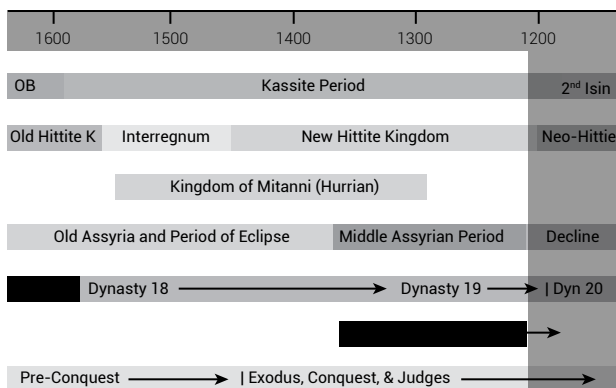 1600 1500 1400 1300 1200
OB Kassite Period 2nd Isin
Old Hittite K Interregnum New Hittite Kingdom Neo-Hittie
Kingdom of Mitanni (Hurrian)
Old Assyria and Period of Eclipse Middle Assyrian Period Decline
Dynasty 18 Dynasty 19 | Dyn 20
Pre-Conquest | Exodus, Conquest, & Judges